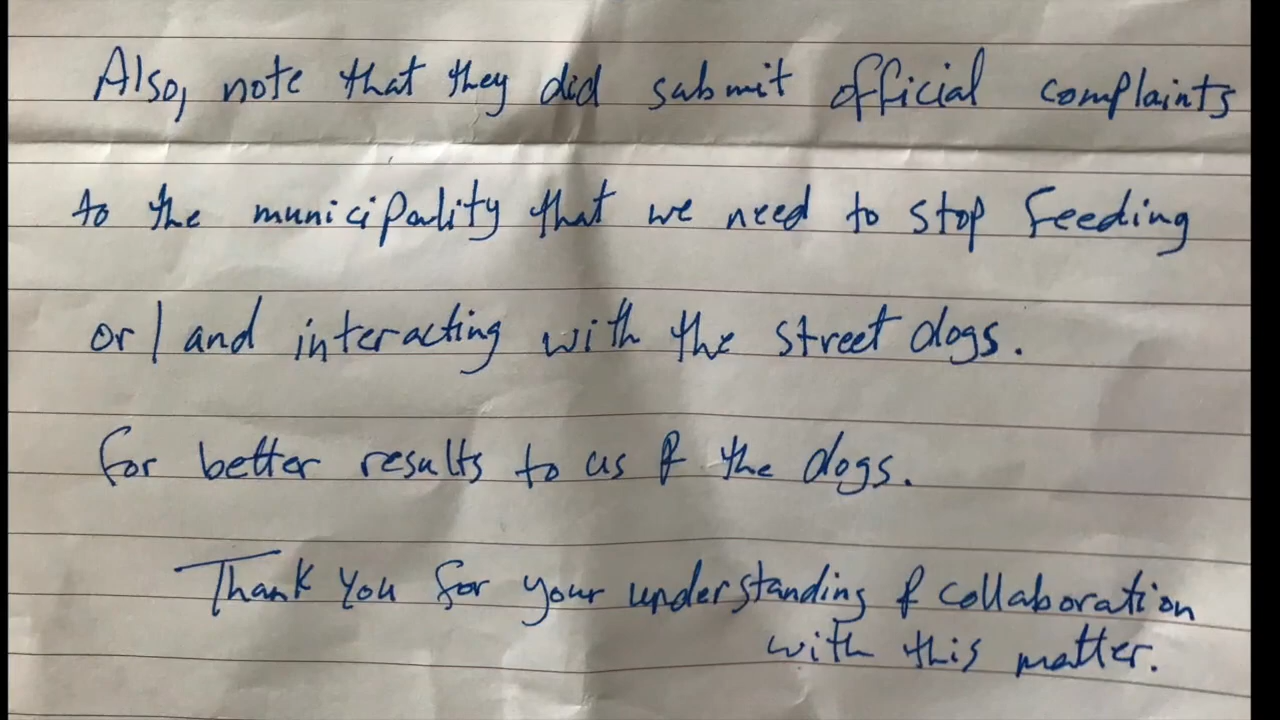 Also, note that they did submit official complaints
to the municipality that we need to stop feeding
or/and interacting with the street dogs.
for better results to us & the dogs.
Thank you for your understanding & collaboration
with this matter.